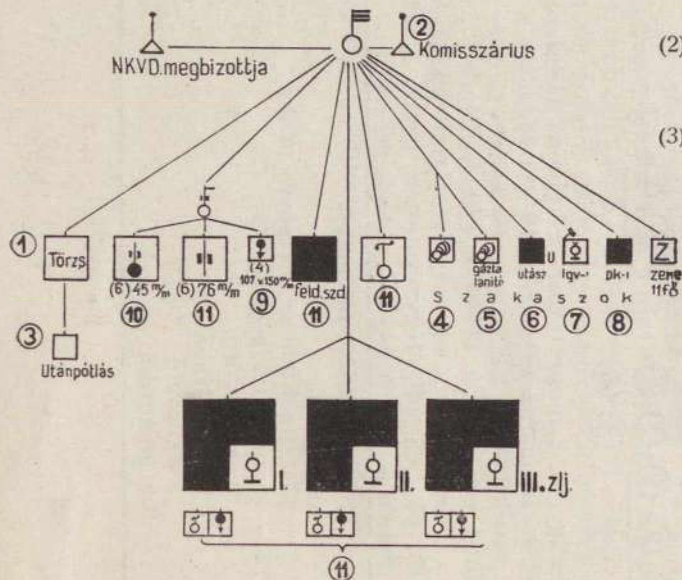 ②
(2)
NKVD. megbizottja
Komisszárius
(3)
① Törzs
(6) 45 m/m
(6) 76 m/m
(4)
107 v. 150 m/m
feld. szd.
gázta
lanító
utász
U
lgv-i
pk-i
Z
zene
11 fő
S z a k a s z o k
⑩ ⑪ ⑨ ⑪ ⑪ ④ ⑤ ⑥ ⑦ ⑧
③
Utánpótlás
I. II. III. zlj.
⑪